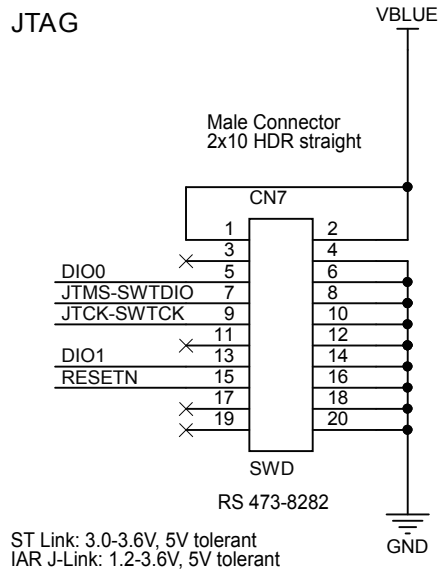 JTAG
VBLUE
Male Connector
2x10 HDR straight
CN7
1 2
3 4
DIO0 5 6
JTMS-SWTDIO 7 8
JTCK-SWTCK 9 10
11 12
DIO1 13 14
RESETN 15 16
17 18
19 20
SWD
RS 473-8282
GND
ST Link: 3.0-3.6V, 5V tolerant
IAR J-Link: 1.2-3.6V, 5V tolerant